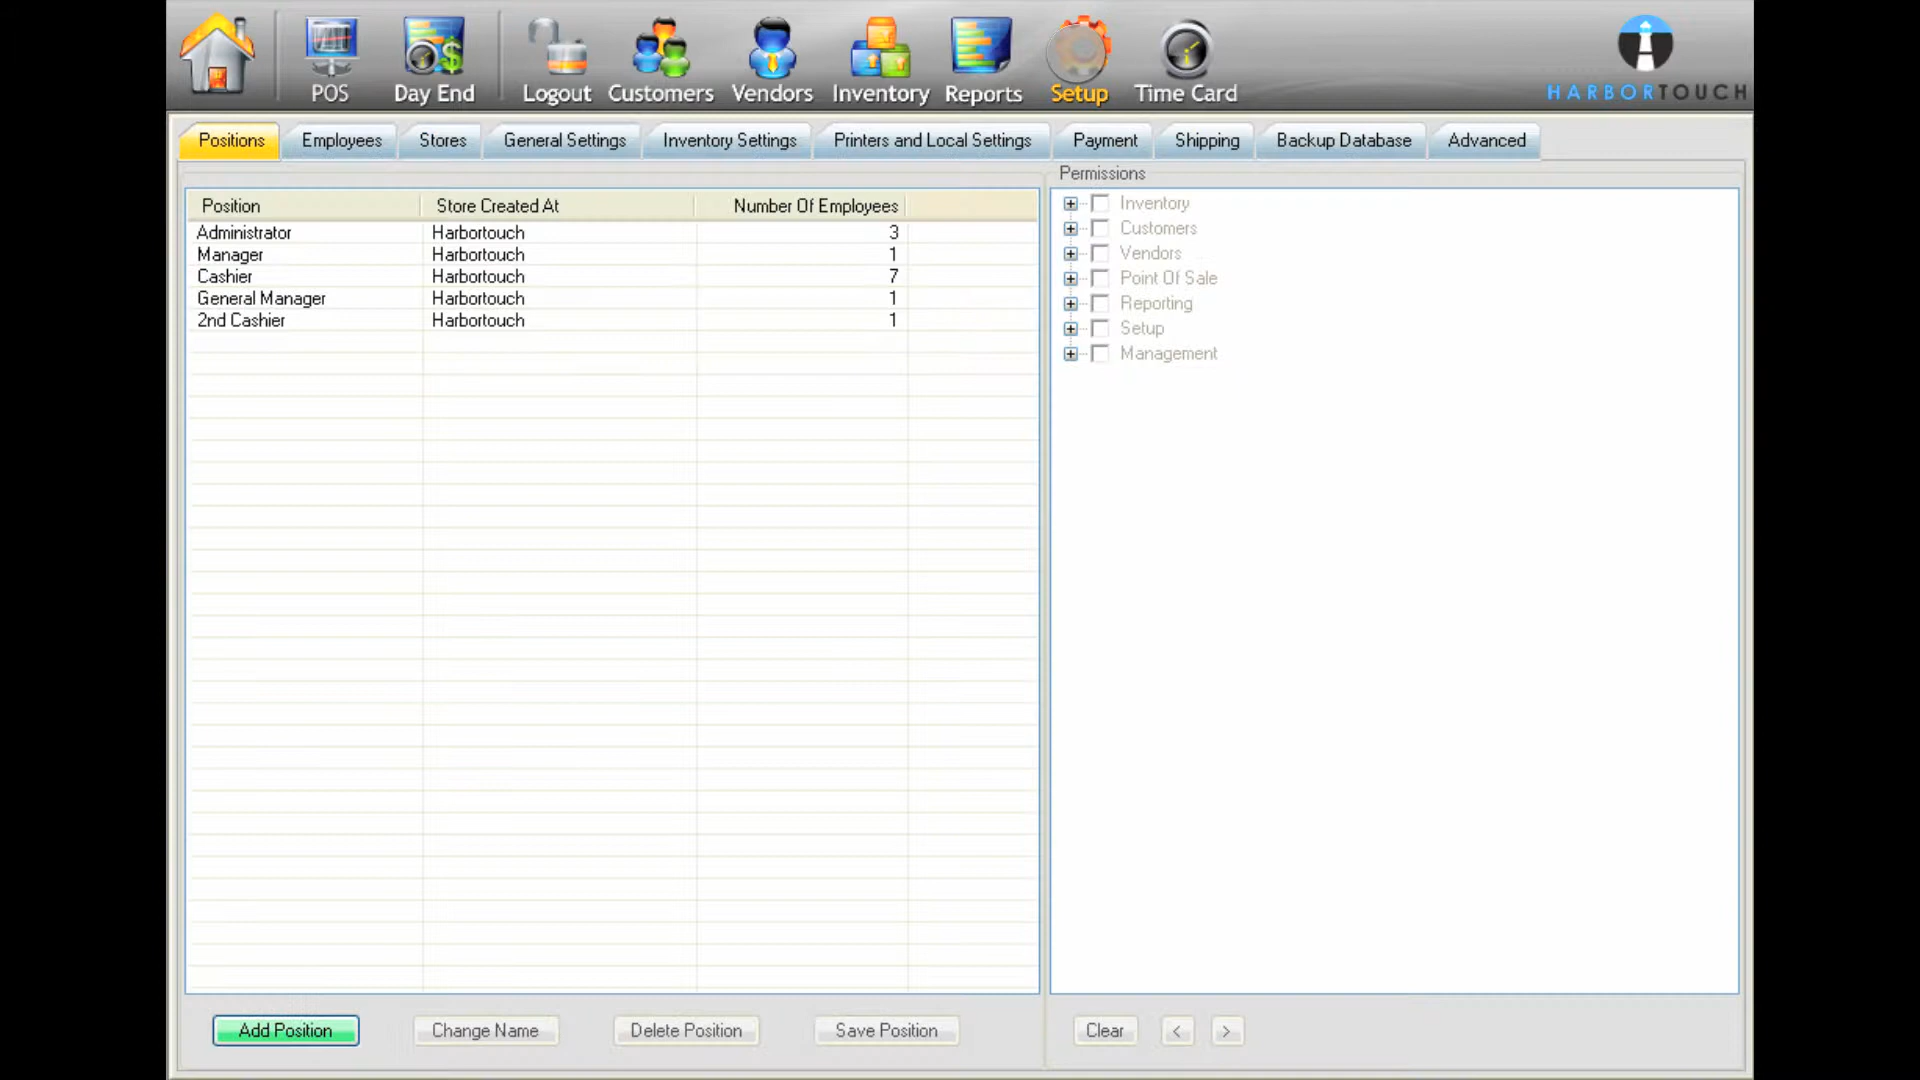 POS
Day End
Logout
Customers
Vendors
Inventory
Reports
Setup
Time Card
HARBORTOUCH
Positions
Employees
Stores
General Settings
Inventory Settings
Printers and Local Settings
Payment
Shipping
Backup Database
Advanced
Position Store Created At Number Of Employees
Administrator Harbortouch 3
Manager Harbortouch 1
Cashier Harbortouch 7
General Manager Harbortouch 1
2nd Cashier Harbortouch 1
Permissions
Inventory
Customers
Vendors
Point Of Sale
Reporting
Setup
Management
Add Position
Change Name
Delete Position
Save Position
Clear
<
>